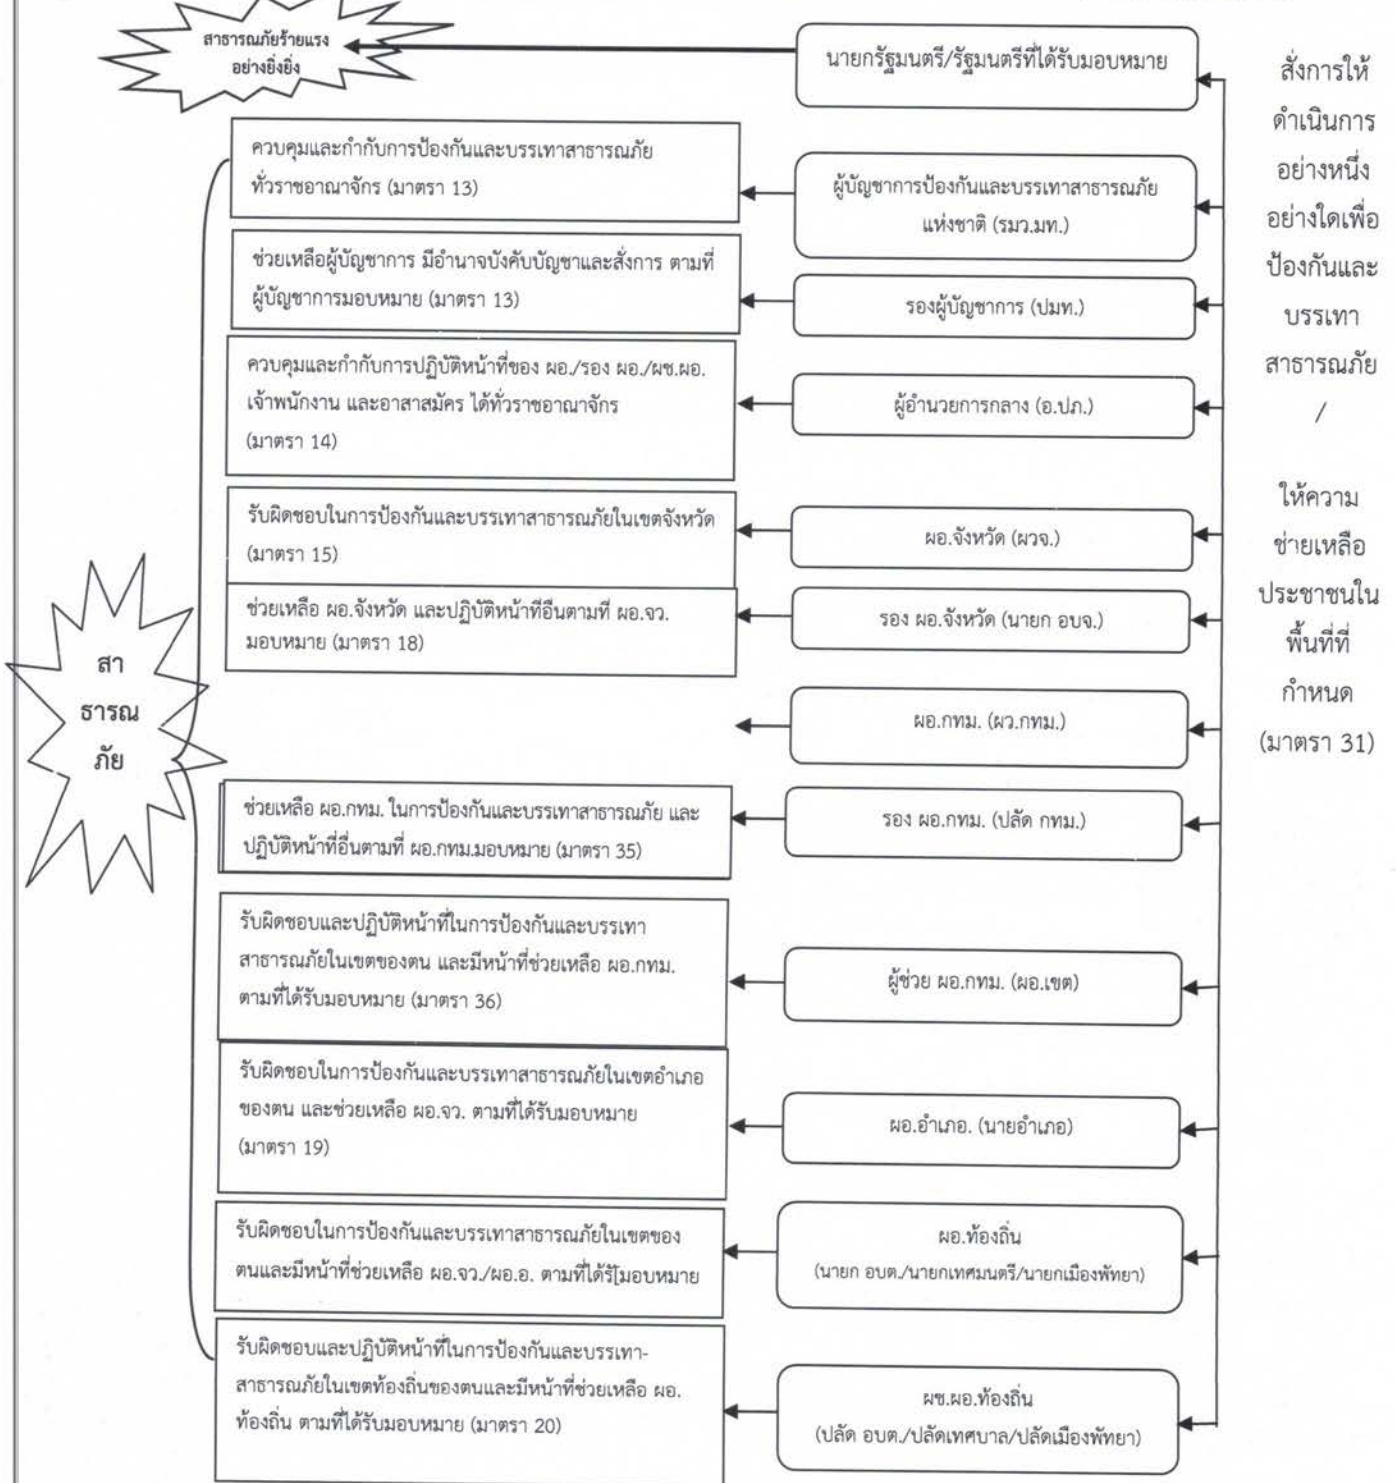 สาธารณภัยร้ายแรง
อย่างยิ่งยิ่ง
นายกรัฐมนตรี/รัฐมนตรีที่ได้รับมอบหมาย
ควบคุมและกำกับการป้องกันและบรรเทาสาธารณภัย
ทั่วราชอาณาจักร (มาตรา 13)
ผู้บัญชาการป้องกันและบรรเทาสาธารณภัย
แห่งชาติ (รมว.มท.)
ช่วยเหลือผู้บัญชาการ มีอำนาจบังคับบัญชาและสั่งการ ตามที่
ผู้บัญชาการมอบหมาย (มาตรา 13)
รองผู้บัญชาการ (ปมท.)
ควบคุมและกำกับการปฏิบัติหน้าที่ของ ผอ./รอง ผอ./ผช.ผอ.
เจ้าพนักงาน และอาสาสมัคร ได้ทั่วราชอาณาจักร
(มาตรา 14)
ผู้อำนวยการกลาง (อ.ปภ.)
รับผิดชอบในการป้องกันและบรรเทาสาธารณภัยในเขตจังหวัด
(มาตรา 15)
ผอ.จังหวัด (ผวจ.)
ช่วยเหลือ ผอ.จังหวัด และปฏิบัติหน้าที่อื่นตามที่ ผอ.จว.
มอบหมาย (มาตรา 18)
รอง ผอ.จังหวัด (นายก อบจ.)
ผอ.กทม. (ผว.กทม.)
ช่วยเหลือ ผอ.กทม. ในการป้องกันและบรรเทาสาธารณภัย และ
ปฏิบัติหน้าที่อื่นตามที่ ผอ.กทม.มอบหมาย (มาตรา 35)
รอง ผอ.กทม. (ปลัด กทม.)
รับผิดชอบและปฏิบัติหน้าที่ในการป้องกันและบรรเทา
สาธารณภัยในเขตของตน และมีหน้าที่ช่วยเหลือ ผอ.กทม.
ตามที่ได้รับมอบหมาย (มาตรา 36)
ผู้ช่วย ผอ.กทม. (ผอ.เขต)
รับผิดชอบในการป้องกันและบรรเทาสาธารณภัยในเขตอำเภอ
ของตน และช่วยเหลือ ผอ.จว. ตามที่ได้รับมอบหมาย
(มาตรา 19)
ผอ.อำเภอ. (นายอำเภอ)
รับผิดชอบในการป้องกันและบรรเทาสาธารณภัยในเขตของ
ตนและมีหน้าที่ช่วยเหลือ ผอ.จว./ผอ.อ. ตามที่ได้รั[มอบหมาย
ผอ.ท้องถิ่น
(นายก อบต./นายกเทศมนตรี/นายกเมืองพัทยา)
รับผิดชอบและปฏิบัติหน้าที่ในการป้องกันและบรรเทา-
สาธารณภัยในเขตท้องถิ่นของตนและมีหน้าที่ช่วยเหลือ ผอ.
ท้องถิ่น ตามที่ได้รับมอบหมาย (มาตรา 20)
ผช.ผอ.ท้องถิ่น
(ปลัด อบต./ปลัดเทศบาล/ปลัดเมืองพัทยา)
สา
ธารณ
ภัย
สั่งการให้
ดำเนินการ
อย่างหนึ่ง
อย่างใดเพื่อ
ป้องกันและ
บรรเทา
สาธารณภัย
/
ให้ความ
ช่วยเหลือ
ประชาชนใน
พื้นที่ที่
กำหนด
(มาตรา 31)